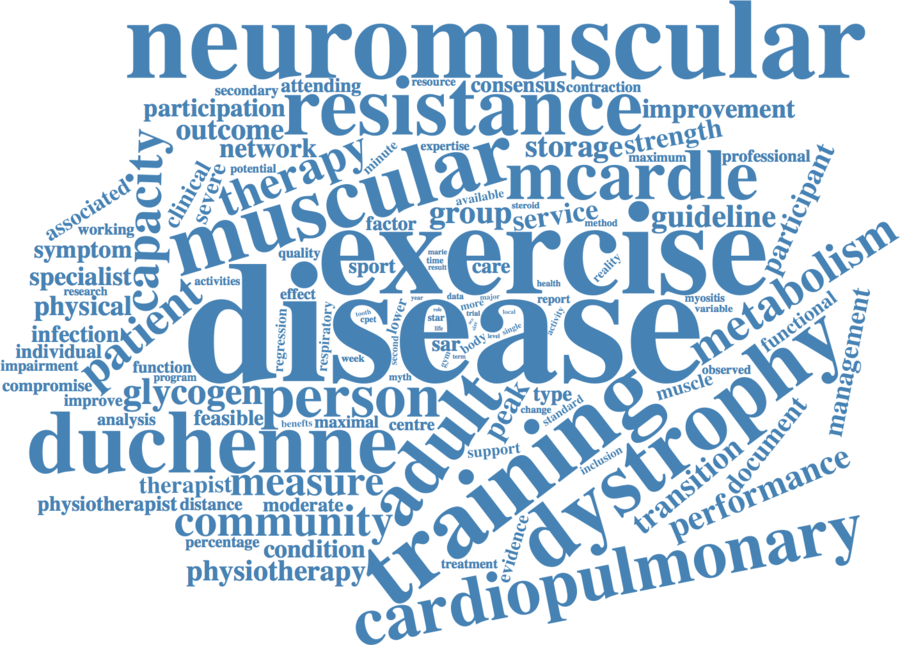 neuromuscular
secondary
attending
resource
consensus
contraction
participation
resistance
improvement
outcome
network
therapy
minute
expertise
storage
strength
maximum
professional
potential
muscular
mcardle
available
associated
working
capacity
clinical
severe
factor
group
steroid
service
method
guideline
participant
symptom
exercise
quality
sport
marie
time
result
care
reality
health
metabolism
specialist
research
physical
activities
effect
disease
report
myositis
variable
functional
management
infection
individual
impairment
compromise
patient
regression
respiratory
tooth
cpet
lower
year
data
more
major
trial
role
star
life
sar
body
level
single
local
activity
second
gym
term
week
myth
function
program
improve
glycogen
person
adult
peak
type
change
standard
muscle
observed
analysis
feasible
benefits
maximal
centre
duchenne
training
dystrophy
support
inclusion
transition
document
performance
therapist
measure
physiotherapist
distance
moderate
community
percentage
condition
physiotherapy
treatment
evidence
cardiopulmonary